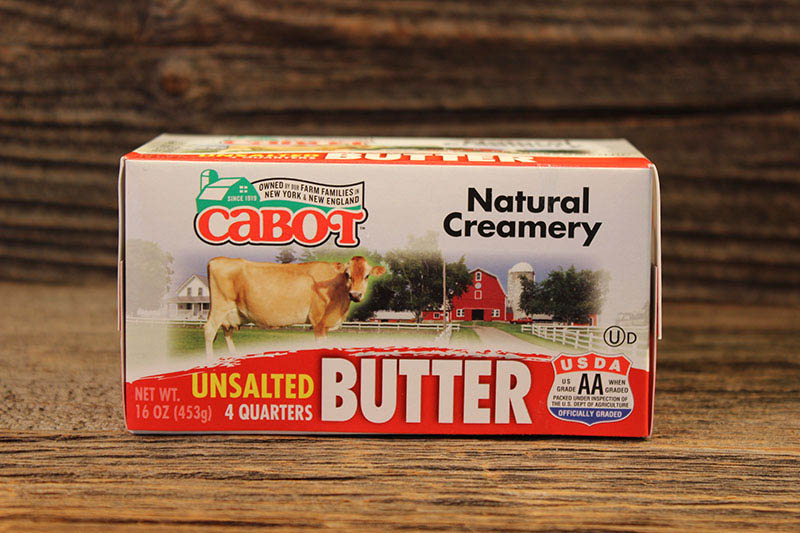 UNSALTED BUTTER
CABOT
OWNED BY OUR FARM FAMILIES IN
NEW YORK & NEW ENGLAND
SINCE 1919
CABOT
Natural
Creamery
UD
NET WT.
16 OZ (453g)
UNSALTED
4 QUARTERS
BUTTER
USDA
US GRADE AA WHEN GRADED
PACKED UNDER INSPECTION OF
THE U.S. DEPT OF AGRICULTURE
OFFICIALLY GRADED